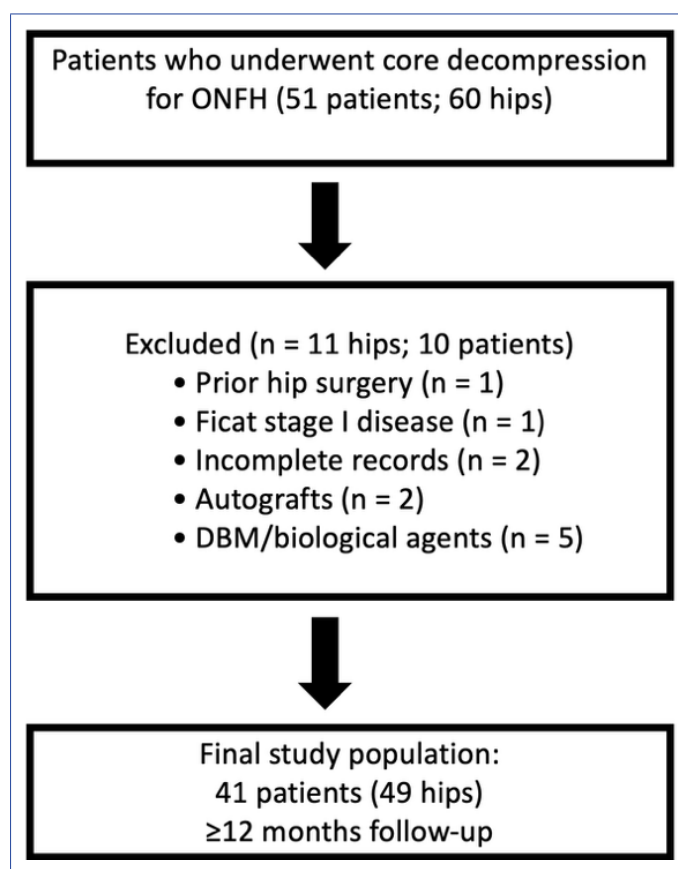 Patients who underwent core decompression
for ONFH (51 patients; 60 hips)
Excluded (n = 11 hips; 10 patients)
• Prior hip surgery (n = 1)
• Ficat stage I disease (n = 1)
• Incomplete records (n = 2)
• Autografts (n = 2)
• DBM/biological agents (n = 5)
Final study population:
41 patients (49 hips)
≥12 months follow-up